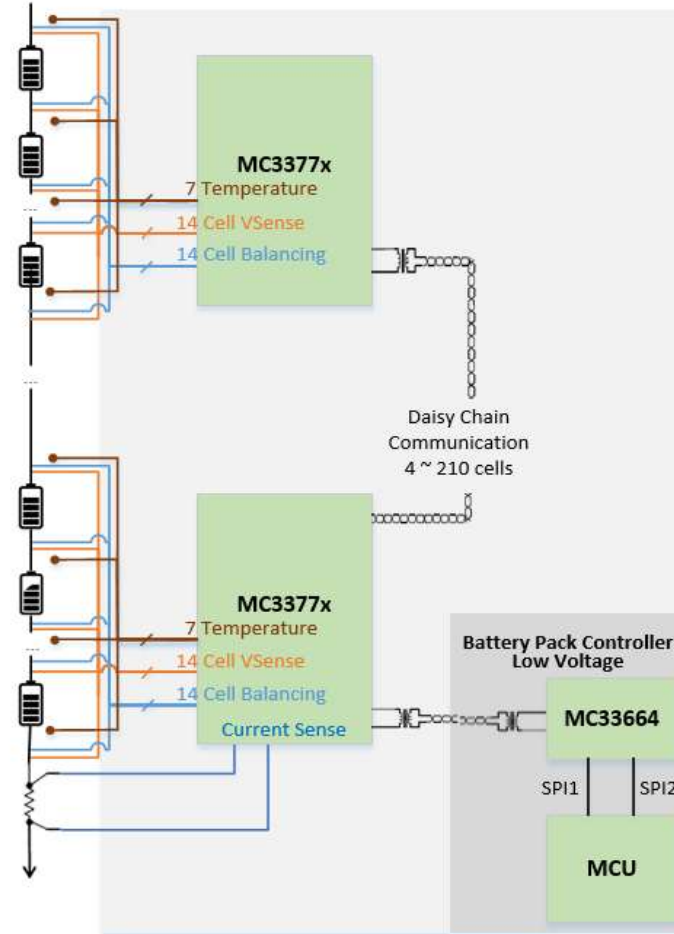 MC3377x
7 Temperature
14 Cell VSense
14 Cell Balancing
Daisy Chain
Communication
4 ~ 210 cells
MC3377x
7 Temperature
14 Cell VSense
14 Cell Balancing
Current Sense
Battery Pack Controller
Low Voltage
MC33664
SPI1
SPI2
MCU